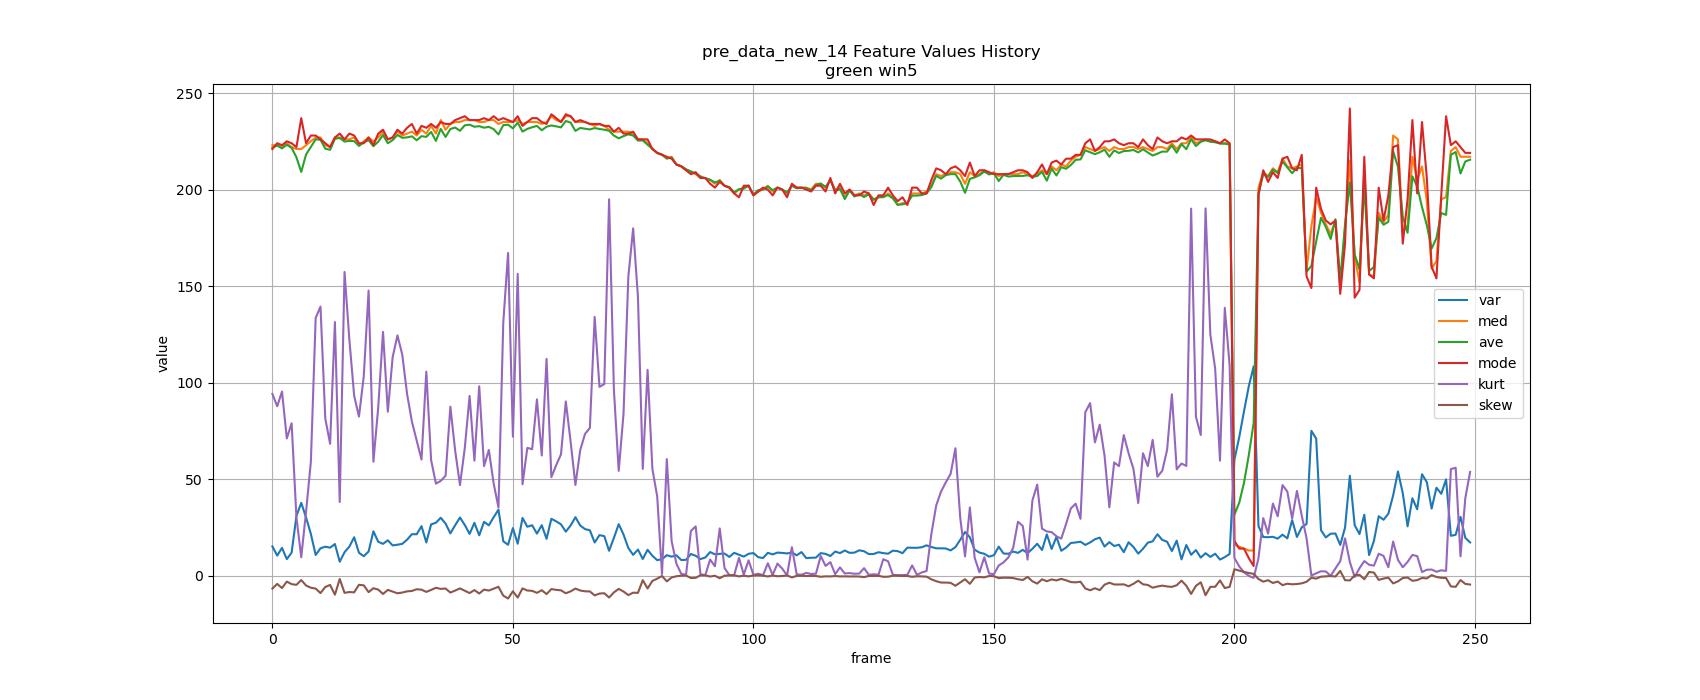 pre_data_new_14 Feature Values History
green win5
250
200
150
100
50
0
value
0 50 100 150 200 250
frame
var
med
ave
mode
kurt
skew